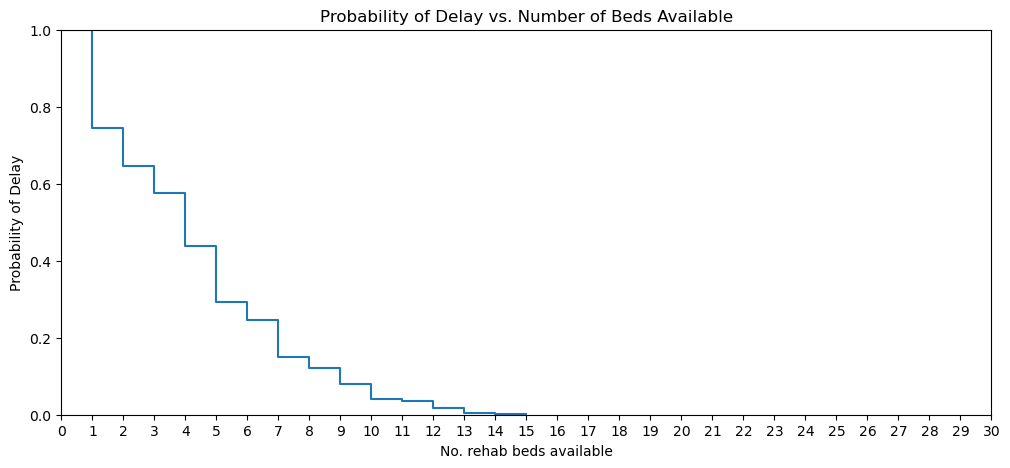 Probability of Delay vs. Number of Beds Available
1.0
0.8
0.6
0.4
0.2
0.0
Probability of Delay
0 1 2 3 4 5 6 7 8 9 10 11 12 13 14 15 16 17 18 19 20 21 22 23 24 25 26 27 28 29 30
No. rehab beds available